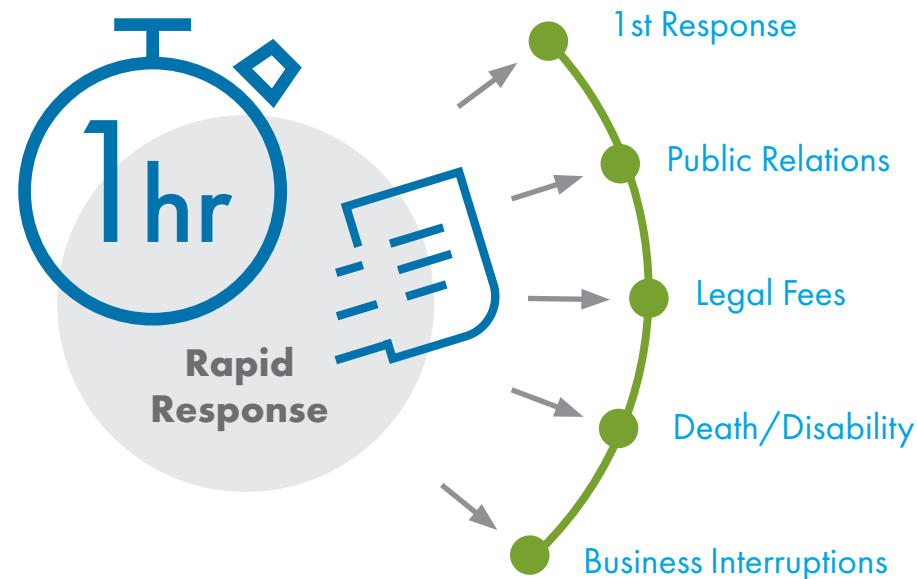 1hr
Rapid
Response
1st Response
Public Relations
Legal Fees
Death/Disability
Business Interruptions